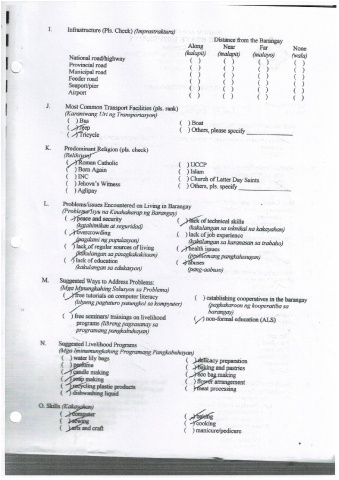 I. Infrastructure (Pls. Check) (Imprastraktura)
Distance from the Barangay
Along Near Far None
(kalapit) (malapit) (malayo) (wala)
National road/highway ( ) ( ) ( ) ( )
Provincial road ( ) ( ) ( ) ( )
Municipal road ( ) ( ) ( ) ( )
Feeder road ( ) ( ) ( ) ( )
Seaport/pier ( ) ( ) ( ) ( )
Airport ( ) ( ) ( ) ( )
J. Most Common Transport Facilities (pls. rank)
(Karaniwang Uri ng Transportasyon)
( ) Bus ( ) Boat
(/) Jeep ( ) Others, please specify
(/) Tricycle
K. Predominant Religion (pls. check)
(Relihiyon)
(/) Roman Catholic ( ) UCCP
( ) Born Again ( ) Islam
( ) INC ( ) Church of Latter Day Saints
( ) Jehova's Witness ( ) Others, pls. specify
( ) Aglipay
L. Problems/issues Encountered on Living in Barangay
(Problema/Isyu na Kinakaharap ng Barangay)
(/) peace and security (/) lack of technical skills
(kapahimikan at seguridad) (kakulangan sa teknikal na kakayahan)
(/) overcrowding ( ) lack of job experience
(pagdami ng populasyon) (kakulangan sa karanasan sa trabaho)
(/) lack of regular sources of living (/) health issues
(kakulangan sa pinagkakakitaan) (problemang pangkalusugan)
(/) lack of education (/) abuses
(kakulangan sa edukasyon) (pang-aabuso)
M. Suggested Ways to Address Problems:
(Mga Mungkahing Solusyon sa Problema)
(/) free tutorials on computer literacy ( ) establishing cooperatives in the barangay
(libreng pagtuturo patungkol sa kompyuter) (pagkakaroon ng kooperatiba sa
barangay)
(/) free seminars/ trainings on livelihood (/) non-formal education (ALS)
programs (libreng pagsasanay sa
programang pangkabuhayan)
N. Suggested Livelihood Programs
(Mga Iminumungkahing Programang Pangkabuhayan)
( ) water lily bags (/) delicacy preparation
(/) baking and pastries
(/) candle making (/) eco bag making
(/) soap making ( ) flower arrangement
(/) recycling plastic products (/) meat processing
(/) dishwashing liquid
O. Skills (Kakayahan)
(/) computer
(/) sewing (/) cooking
(/) arts and craft ( ) manicure/pedicure